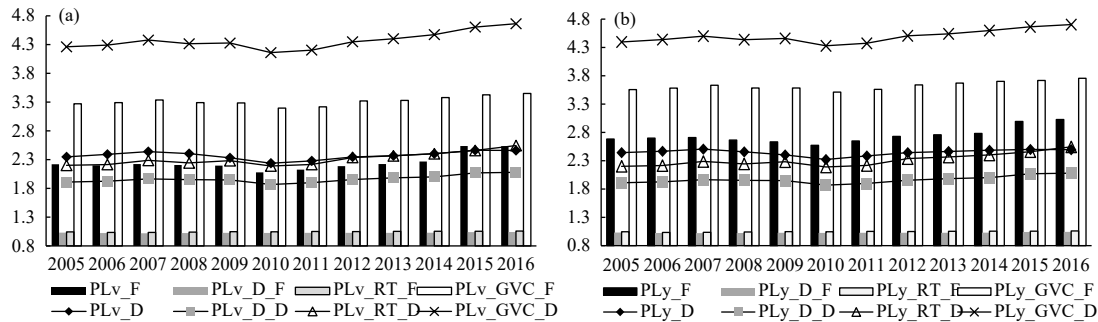 (a)
4.8
4.3
3.8
3.3
2.8
2.3
1.8
1.3
0.8
2005 2006 2007 2008 2009 2010 2011 2012 2013 2014 2015 2016
PLv_F PLv_D_F PLv_RT_F PLv_GVC_F
PLv_D PLv_D_D PLv_RT_D PLv_GVC_D
(b)
4.8
4.3
3.8
3.3
2.8
2.3
1.8
1.3
0.8
2005 2006 2007 2008 2009 2010 2011 2012 2013 2014 2015 2016
PLy_F PLy_D_F PLy_RT_F PLy_GVC_F
PLy_D PLy_D_D PLy_RT_D PLy_GVC_D